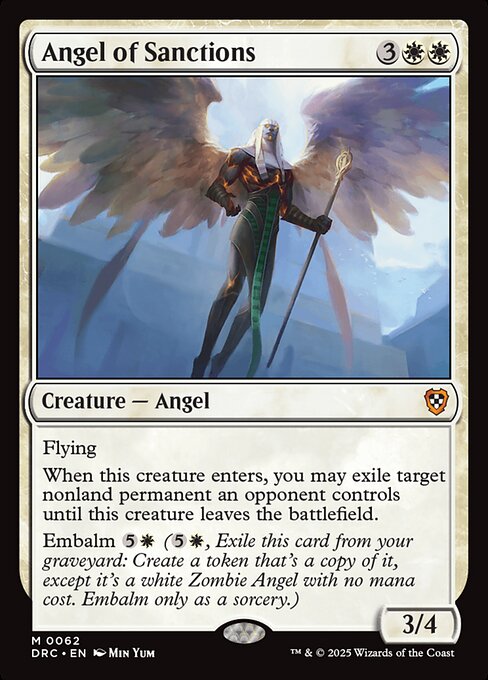 Angel of Sanctions 3
Creature — Angel
Flying
When this creature enters, you may exile target
nonland permanent an opponent controls
until this creature leaves the battlefield.
Embalm 5 (5, Exile this card from your
graveyard: Create a token that's a copy of it,
except it's a white Zombie Angel with no mana
cost. Embalm only as a sorcery.)
3/4
M 0062
DRC • EN Min Yum
™ & © 2025 Wizards of the Coast